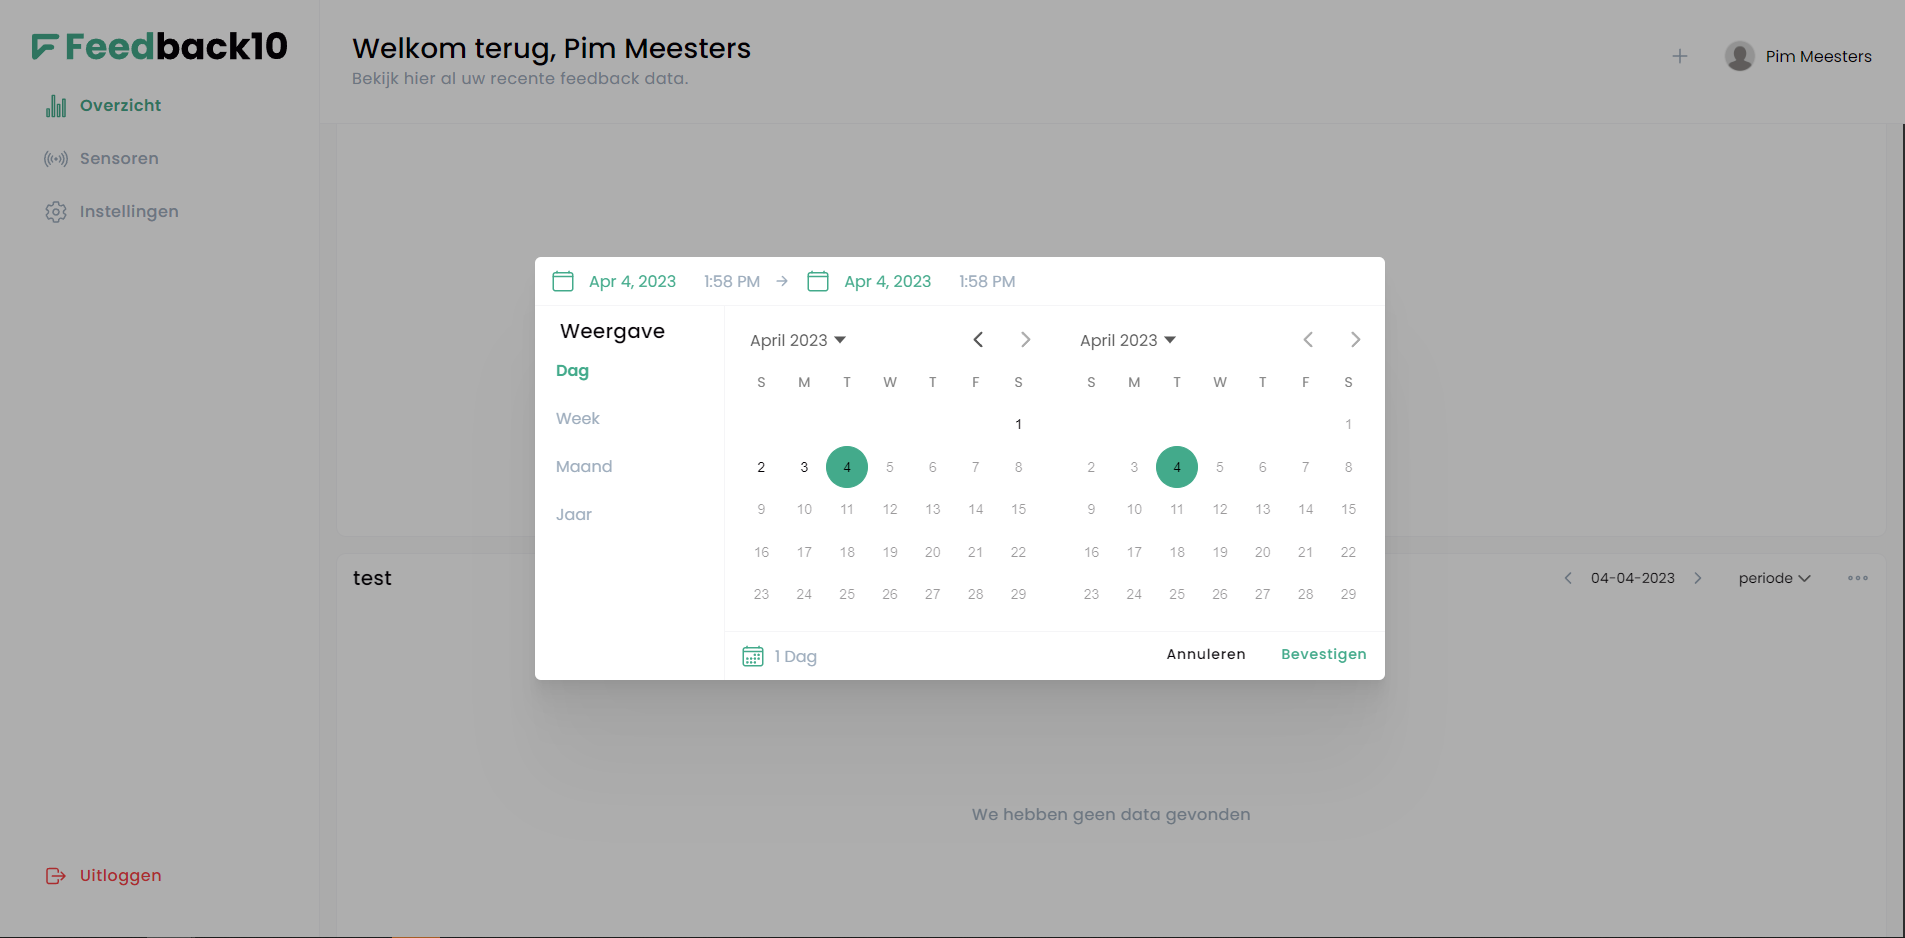 Feedback10
Overzicht
Sensoren
Instellingen
Uitloggen
Welkom terug, Pim Meesters
Bekijk hier al uw recente feedback data.
Pim Meesters
Apr 4, 2023 1:58 PM Apr 4, 2023 1:58 PM
Weergave
Dag
Week
Maand
Jaar
April 2023
S M T W T F S
1
2 3 4 5 6 7 8
9 10 11 12 13 14 15
16 17 18 19 20 21 22
23 24 25 26 27 28 29
April 2023
S M T W T F S
1
2 3 4 5 6 7 8
9 10 11 12 13 14 15
16 17 18 19 20 21 22
23 24 25 26 27 28 29
1 Dag
Annuleren Bevestigen
test
04-04-2023 periode
We hebben geen data gevonden